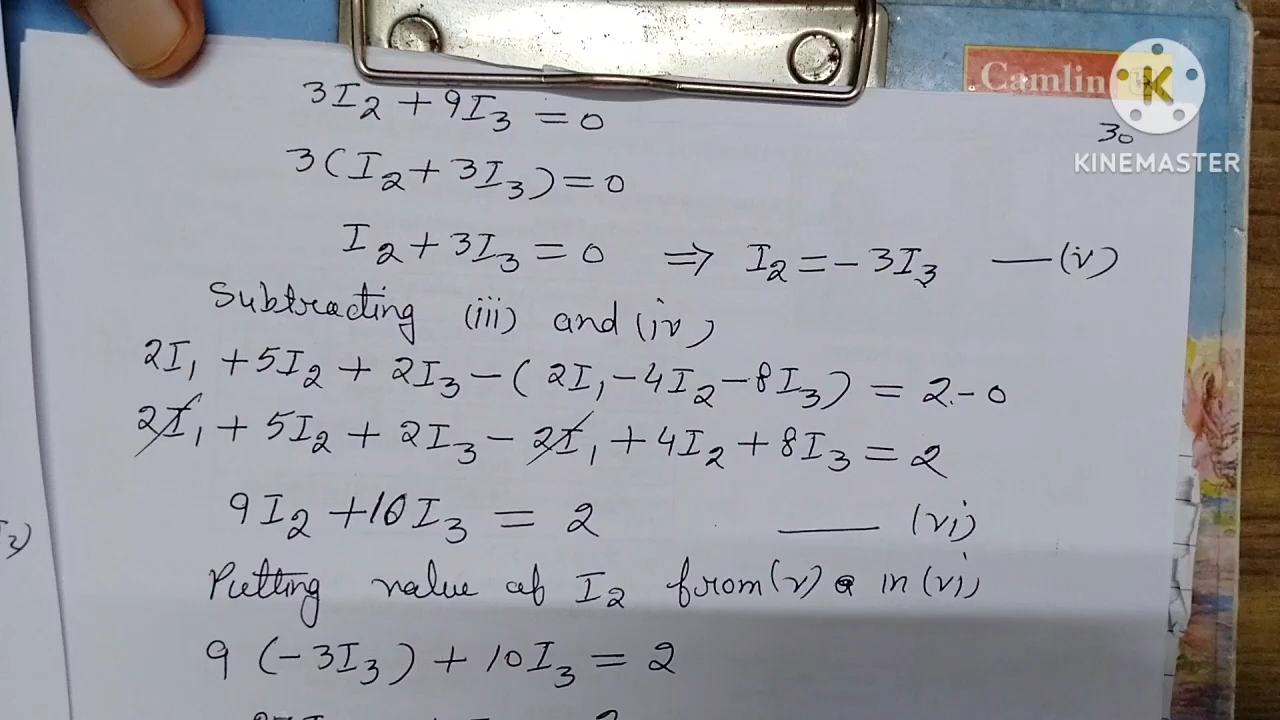 Camlin
30
KINEMASTER
3I₂ + 9I₃ = 0
3(I₂ + 3I₃) = 0
I₂ + 3I₃ = 0 ⇒ I₂ = - 3I₃ —(v)
Subtracting (iii) and (iv)
2I₁ + 5I₂ + 2I₃ - (2I₁ - 4I₂ - 8I₃) = 2 - 0
2I₁ + 5I₂ + 2I₃ - 2I₁ + 4I₂ + 8I₃ = 2
9I₂ + 10I₃ = 2 — (vi)
Putting value of I₂ from (v) in (vi)
9 (-3I₃) + 10I₃ = 2